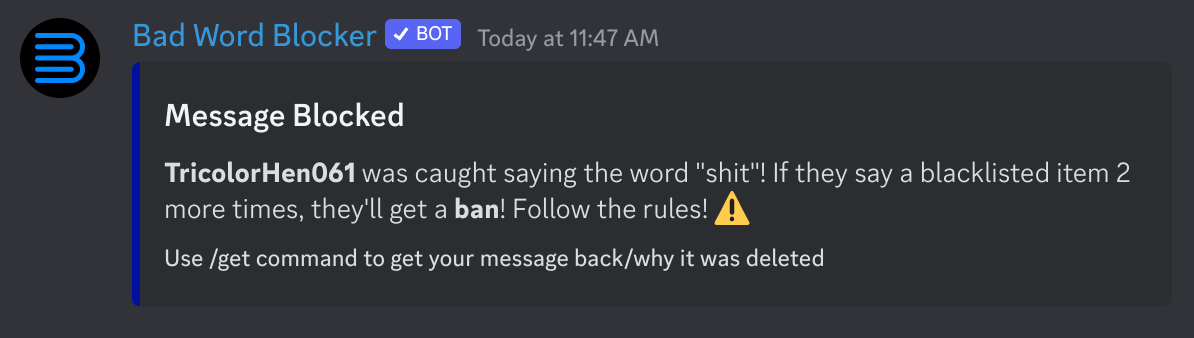 Bad Word Blocker ✓ BOT Today at 11:47 AM
Message Blocked
TricolorHen061 was caught saying the word "shit"! If they say a blacklisted item 2
more times, they'll get a ban! Follow the rules! ⚠️
Use /get command to get your message back/why it was deleted